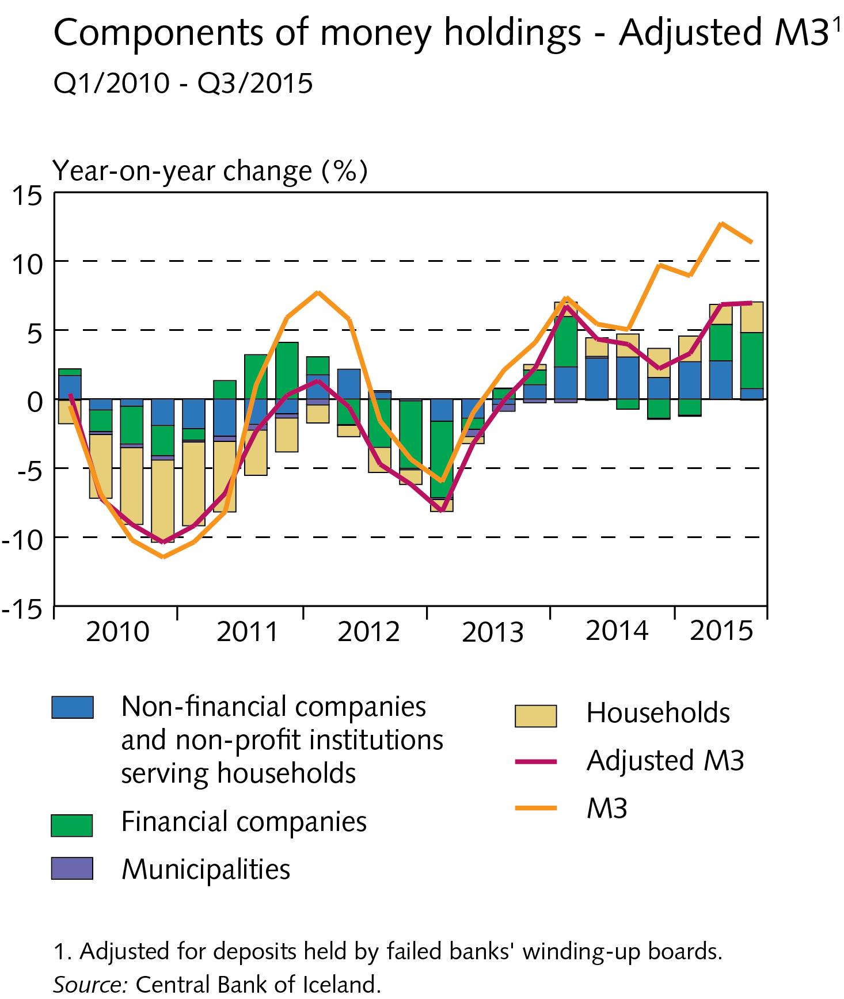 Components of money holdings - Adjusted M3¹
Q1/2010 - Q3/2015
Year-on-year change (%)
15
10
5
0
-5
-10
-15
2010 2011 2012 2013 2014 2015
Non-financial companies
and non-profit institutions
serving households
Financial companies
Municipalities
Households
Adjusted M3
M3
1. Adjusted for deposits held by failed banks' winding-up boards.
Source: Central Bank of Iceland.